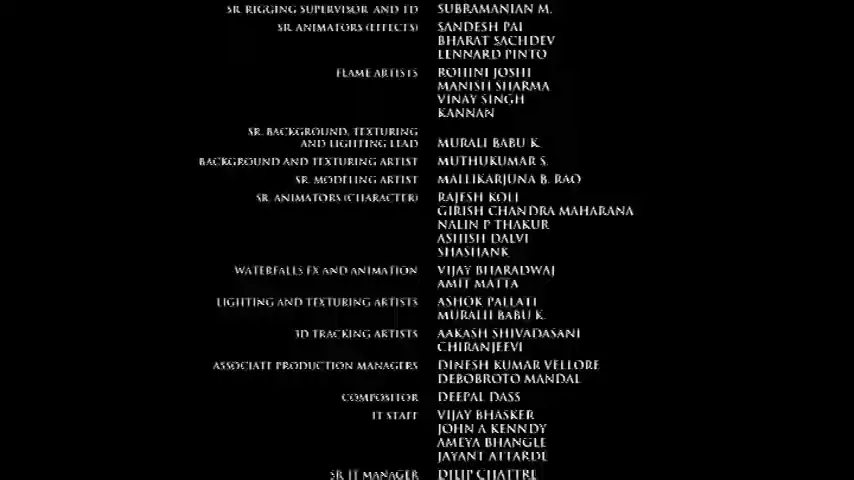 SR. RIGGING SUPERVISOR AND TD SUBRAMANIAN M.
SR. ANIMATORS (EFFECTS) SANDESH PAI
BHARAT SACHDEV
LENNARD PINTO
FLAME ARTISTS ROHINI JOSHI
MANISH SHARMA
VINAY SINGH
KANNAN
SR. BACKGROUND, TEXTURING
AND LIGHTING LEAD MURALI BABU K.
BACKGROUND AND TEXTURING ARTIST MUTHUKUMAR S.
SR. MODELING ARTIST MALLIKARJUNA B. RAO
SR. ANIMATORS (CHARACTER) RAJESH KOLI
GIRISH CHANDRA MAHARANA
NALIN P THAKUR
ASHISH DALVI
SHASHANK
WATERFALLS FX AND ANIMATION VIJAY BHARADWAJ
AMIT MATTA
LIGHTING AND TEXTURING ARTISTS ASHOK PALLATI
MURALII BABU K.
3D TRACKING ARTISTS AAKASH SHIVADASANI
CHIRANJEEVI
ASSOCIATE PRODUCTION MANAGERS DINESH KUMAR VELLORE
DEBOBROTO MANDAL
COMPOSITOR DEEPAL DASS
IT STAFF VIJAY BHASKER
JOHN A KENNDY
AMEYA BHANGLE
JAYANT ATTARDE
SR. IT MANAGER DILIP CHATTRE